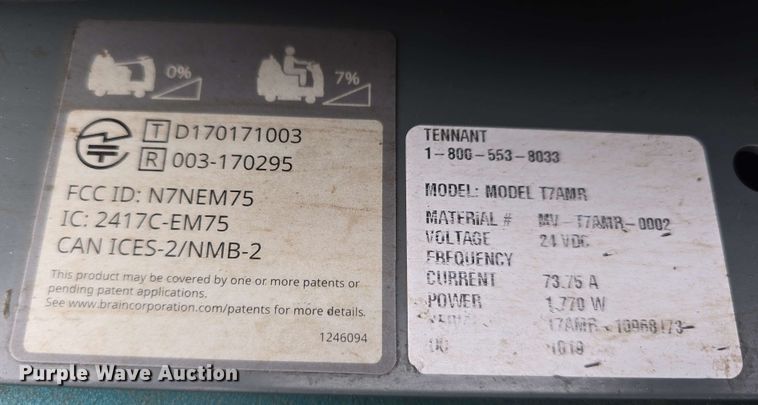 0%
7%
T D170171003
R 003-170295
FCC ID: N7NEM75
IC: 2417C-EM75
CAN ICES-2/NMB-2
This product may be covered by one or more patents or
pending patent applications.
See www.braincorporation.com/patents for more details.
1246094
TENNANT
1-800-553-8033
MODEL: MODEL T7AMR
MATERIAL # MV-T7AMR-0002
VOLTAGE 24 VDC
FREQUENCY
CURRENT 73.75 A
POWER 1,770 W
Purple Wave Auction